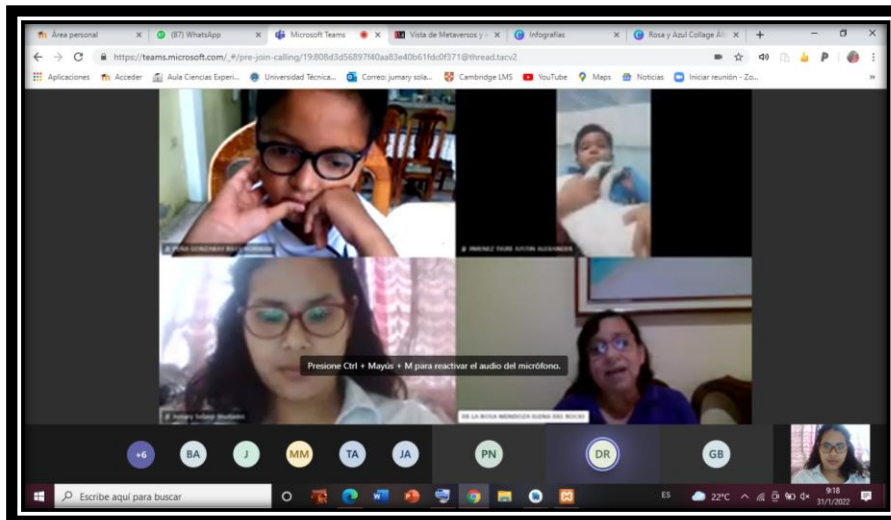 Área personal
(87) WhatsApp
Microsoft Teams
Vista de Metaversos y
Infografías
Rosa y Azul Collage
https://teams.microsoft.com/_#/pre-join-calling/19:808d3d56897f40aa83e40b61fdc0f371@thread.tacv2
Aplicaciones
Acceder
Aula Ciencias Experi...
Universidad Técnica...
Correo: jumary sola...
Cambridge LMS
YouTube
Maps
Noticias
Iniciar reunión - Zo...
JIMENEZ JUSTIN ALEXANDER
Presione Ctrl + Mayús + M para reactivar el audio del micrófono.
DE LA ROSA MENDOZA DEL ROCIO
+6
BA
J
MM
TA
JA
PN
DR
GB
Escribe aquí para buscar
ES
22°C
9:18
31/1/2022